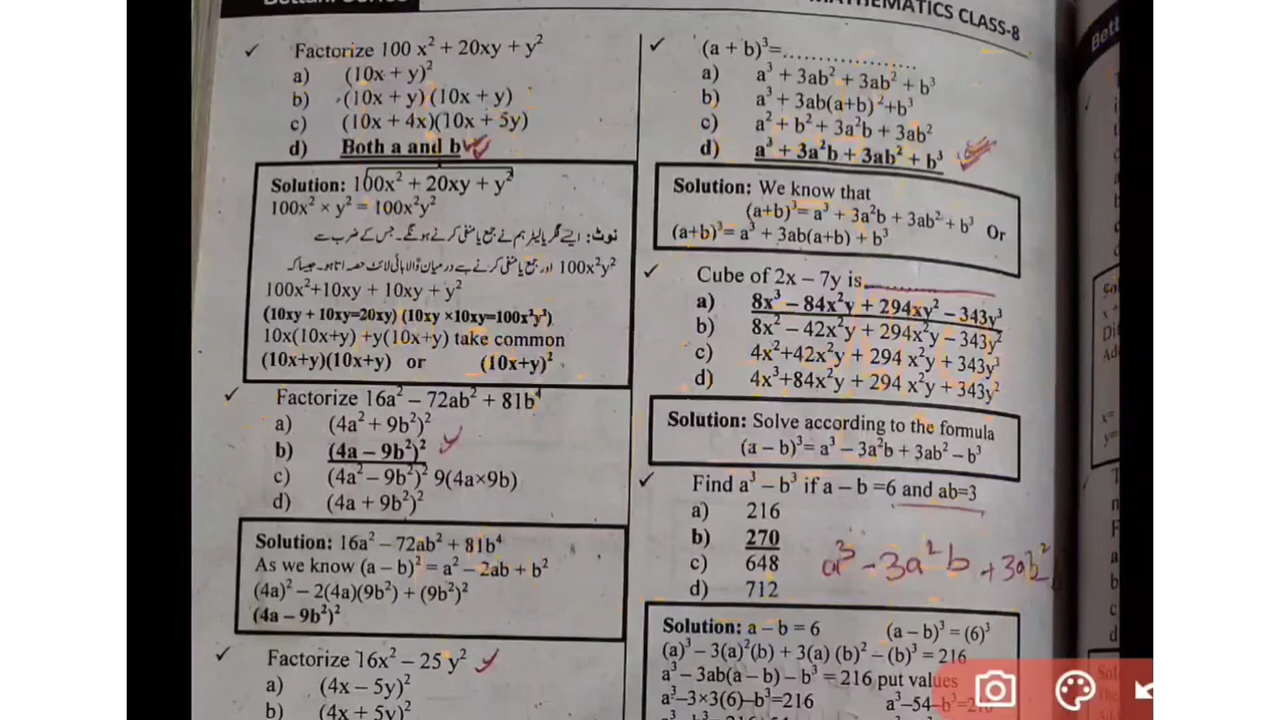 MATHEMATICS CLASS-8
✓ Factorize 100 x² + 20xy + y²
a) (10x + y)²
b) (10x + y) (10x + y)
c) (10x + 4x)(10x + 5y)
d) Both a and b
Solution: 100x² + 20xy + y²
100x² × y² = 100x²y²
100x²y²
100x²+10xy + 10xy + y²
(10xy + 10xy=20xy) (10xy ×10xy=100x²y²)
10x(10x+y) +y(10x+y) take common
(10x+y)(10x+y) or (10x+y)²
✓ Factorize 16a² – 72ab² + 81b⁴
a) (4a² + 9b²)²
b) (4a – 9b²)²
c) (4a² – 9b²)² 9(4a×9b)
d) (4a + 9b²)²
Solution: 16a² – 72ab² + 81b⁴
As we know (a – b)² = a² – 2ab + b²
(4a)² – 2(4a)(9b²) + (9b²)²
(4a – 9b²)²
✓ Factorize 16x² – 25 y²
a) (4x – 5y)²
b) (4x + 5y)²
✓ (a + b)³=....................
a) a³ + 3ab² + 3ab² + b³
b) a³ + 3ab(a+b) ²+b³
c) a² + b² + 3a²b + 3ab²
d) a³ + 3a²b + 3ab² + b³
Solution: We know that
(a+b)³= a³ + 3a²b + 3ab² + b³ Or
(a+b)³= a³ + 3ab(a+b) + b³
✓ Cube of 2x – 7y is
a) 8x³ – 84x²y + 294xy² – 343y³
b) 8x² – 42x²y + 294x²y – 343y²
c) 4x²+42x²y + 294 x²y + 343y³
d) 4x³+84x²y + 294 x²y + 343y²
Solution: Solve according to the formula
(a – b)³= a³ – 3a²b + 3ab² – b³
✓ Find a³ – b³ if a – b =6 and ab=3
a) 216
b) 270
c) 648
d) 712
a³ - 3a²b + 3ab²
Solution: a – b = 6 (a – b)³ = (6)³
(a)³ – 3(a)²(b) + 3(a) (b)² – (b)³ = 216
a³ – 3ab(a – b) – b³ = 216 put values
a³ – 3×3(6)–b³=216 a³–54–b³=216